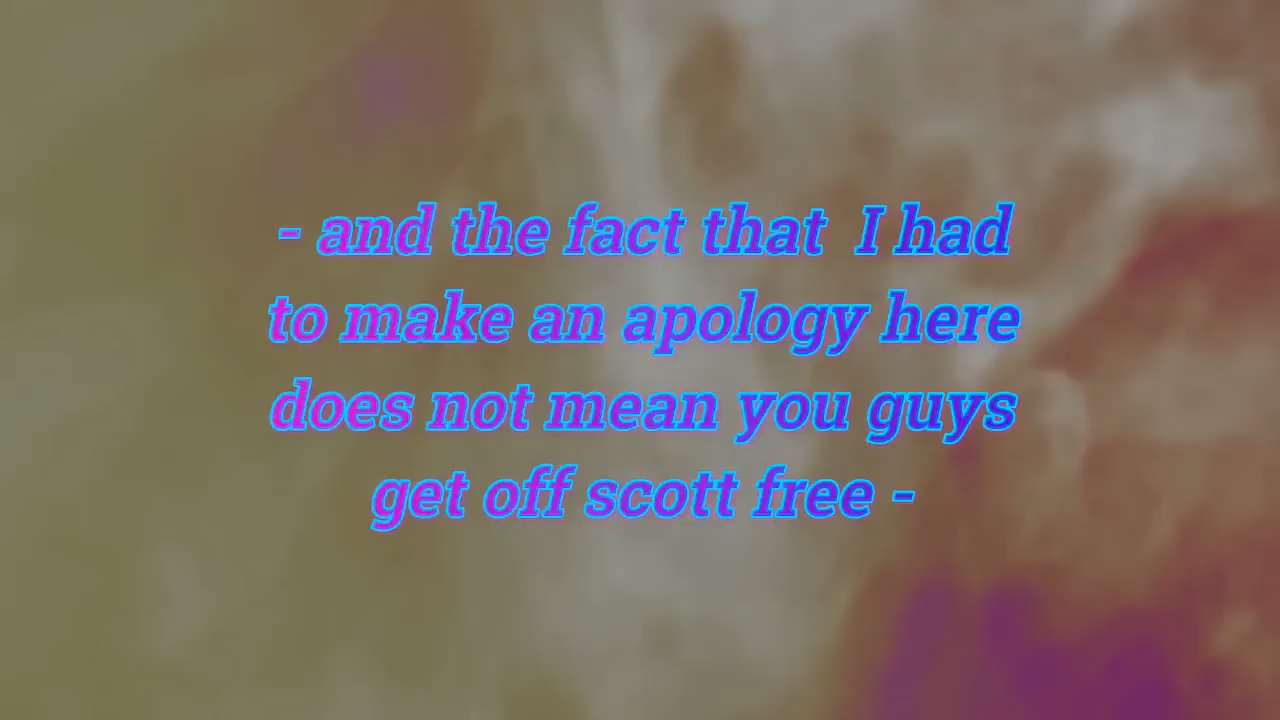 - and the fact that  I had
to make an apology here
does not mean you guys
get off scott free -